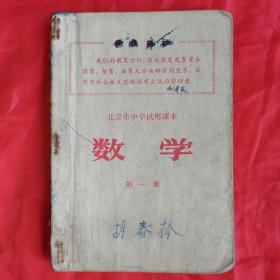 我们的教育方针，应该使受教育者在
德育、智育、体育几方面都得到发展，成
为有社会主义觉悟的有文化的劳动者。
毛泽东
北京市中学试用课本
数学
第一册
胡春林